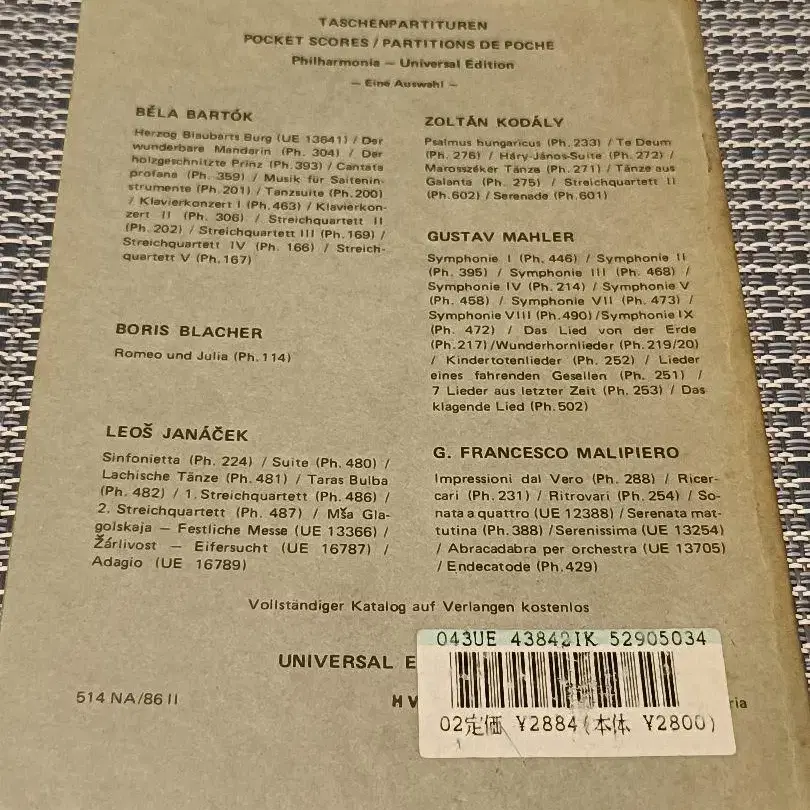 TASCHENPARTITUREN
POCKET SCORES / PARTITIONS DE POCHE
Philharmonia – Universal Edition
– Eine Auswahl –
BÉLA BARTÓK
Herzog Blaubarts Burg (UE 13641) / Der
wunderbare Mandarin (Ph. 304) / Der
holzgeschnitzte Prinz (Ph. 393) / Cantata
profana (Ph. 359) / Musik für Saitenin-
strumente (Ph. 201) / Tanzsuite (Ph. 200)
/ Klavierkonzert I (Ph. 463) / Klavierkon-
zert II (Ph. 306) / Streichquartett II
(Ph. 202) / Streichquartett III (Ph. 169) /
Streichquartett IV (Ph. 166) / Streich-
quartett V (Ph. 167)
BORIS BLACHER
Romeo und Julia (Ph. 114)
LEOŠ JANÁČEK
Sinfonietta (Ph. 224) / Suite (Ph. 480) /
Lachische Tänze (Ph. 481) / Taras Bulba
(Ph. 482) / 1. Streichquartett (Ph. 486) /
2. Streichquartett (Ph. 487) / Mša Gla-
golskaja – Festliche Messe (UE 13366) /
Žárlivost – Eifersucht (UE 16787) /
Adagio (UE 16789)
ZOLTÁN KODÁLY
Psalmus hungaricus (Ph. 233) / Te Deum
(Ph. 276) / Háry-János-Suite (Ph. 272) /
Marosszéker Tänze (Ph. 271) / Tänze aus
Galanta (Ph. 275) / Streichquartett II
(Ph. 602) / Serenade (Ph. 601)
GUSTAV MAHLER
Symphonie I (Ph. 446) / Symphonie II
(Ph. 395) / Symphonie III (Ph. 468) /
Symphonie IV (Ph. 214) / Symphonie V
(Ph. 458) / Symphonie VII (Ph. 473) /
Symphonie VIII (Ph. 490) / Symphonie IX
(Ph. 472) / Das Lied von der Erde
(Ph. 217) / Wunderhornlieder (Ph. 219/20)
/ Kindertotenlieder (Ph. 252) / Lieder
eines fahrenden Gesellen (Ph. 251) /
7 Lieder aus letzter Zeit (Ph. 253) / Das
klagende Lied (Ph. 502)
G. FRANCESCO MALIPIERO
Impressioni dal Vero (Ph. 288) / Ricer-
cari (Ph. 231) / Ritrovari (Ph. 254) / So-
nata a quattro (UE 12388) / Serenata mat-
tutina (Ph. 388) / Serenissima (UE 13254)
/ Abracadabra per orchestra (UE 13705)
/ Endecatode (Ph. 429)
Vollständiger Katalog auf Verlangen kostenlos
UNIVERSAL E
514 NA/86 II
H V
ria
043UE 43842IK 52905034
02定価 ¥2884(本体 ¥2800)